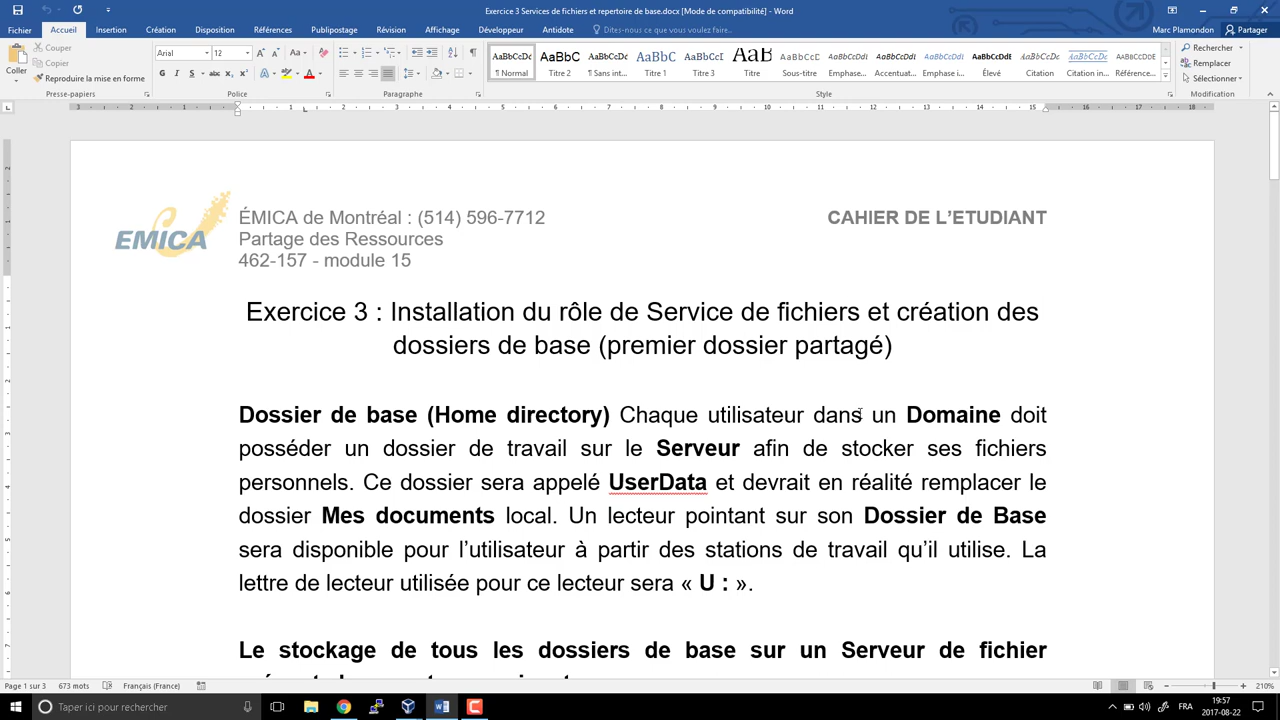 Exercice 3 Services de fichiers et repertoire de base.docx [Mode de compatibilité] - Word
Fichier Accueil Insertion Création Disposition Références Publipostage Révision Affichage Développeur Antidote Dites-nous ce que vous voulez faire... Marc Plamondon Partager
Coller
Couper
Copier
Reproduire la mise en forme
Arial 12
G I S abc
AaBbCcDc AaBbC AaBbCcDc AaBbC AaBbCcD AaB AaBbCcD AaBbCcDdI AaBbCcDdI AaBbCcDdI AaBbCcDdE AaBbCcDdI AaBbCcDdI AABBCCDDE
¶ Normal Titre 2 ¶ Sans int... Titre 1 Titre 3 Titre Sous-titre Emphase... Accentuat... Emphase i... Élevé Citation Citation in... Référence...
Rechercher
Remplacer
Sélectionner
Presse-papiers Police Paragraphe Style Modification
EMICA
ÉMICA de Montréal : (514) 596-7712 CAHIER DE L’ETUDIANT
Partage des Ressources
462-157 - module 15
Exercice 3 : Installation du rôle de Service de fichiers et création des
dossiers de base (premier dossier partagé)
Dossier de base (Home directory) Chaque utilisateur dans un Domaine doit
posséder un dossier de travail sur le Serveur afin de stocker ses fichiers
personnels. Ce dossier sera appelé UserData et devrait en réalité remplacer le
dossier Mes documents local. Un lecteur pointant sur son Dossier de Base
sera disponible pour l’utilisateur à partir des stations de travail qu’il utilise. La
lettre de lecteur utilisée pour ce lecteur sera « U : ».
Le stockage de tous les dossiers de base sur un Serveur de fichier
Page 1 sur 3 673 mots Français (France) 210%
Taper ici pour rechercher
FRA
19:57
2017-08-22